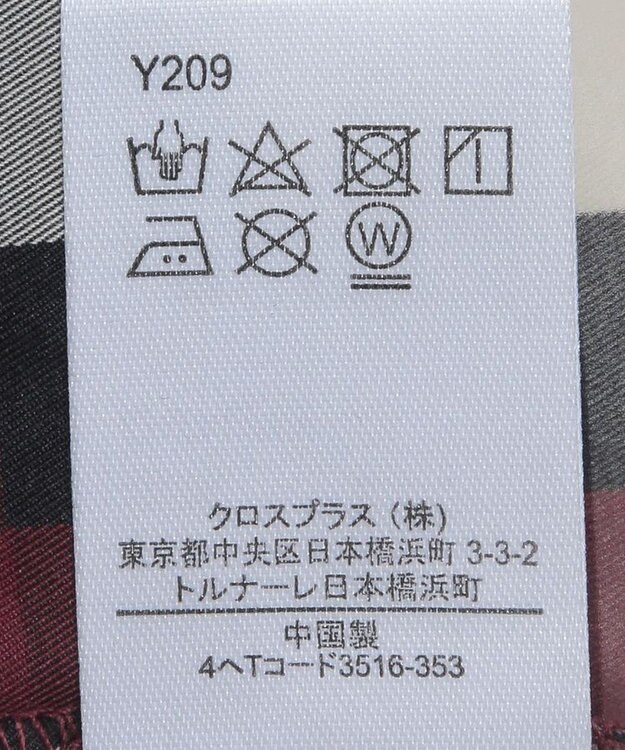 Y209
W
クロスプラス (株)
東京都中央区日本橋浜町 3-3-2
トルナーレ日本橋浜町
中国製
4ヘTコード3516-353